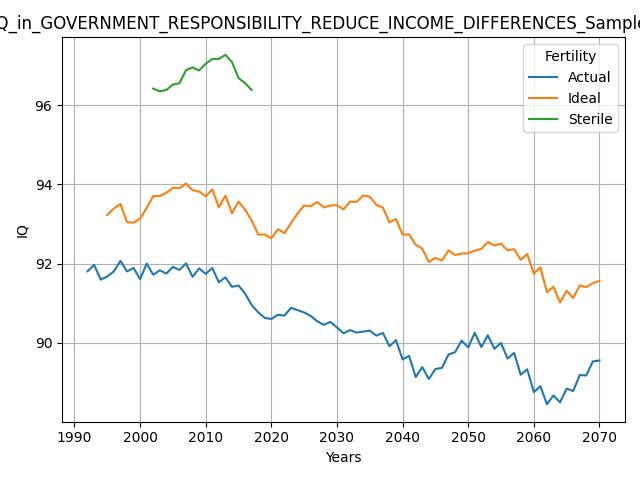 Q_in_GOVERNMENT_RESPONSIBILITY_REDUCE_INCOME_DIFFERENCES_Sample
Fertility
Actual
Ideal
Sterile
IQ
96
94
92
90
1990 2000 2010 2020 2030 2040 2050 2060 2070
Years